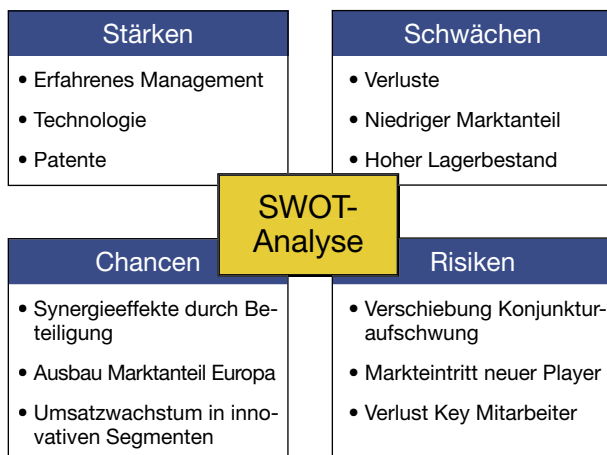 Stärken
• Erfahrenes Management
• Technologie
• Patente
Schwächen
• Verluste
• Niedriger Marktanteil
• Hoher Lagerbestand
SWOT-
Analyse
Chancen
• Synergieeffekte durch Be-
teiligung
• Ausbau Marktanteil Europa
• Umsatzwachstum in inno-
vativen Segmenten
Risiken
• Verschiebung Konjunktur-
aufschwung
• Markteintritt neuer Player
• Verlust Key Mitarbeiter